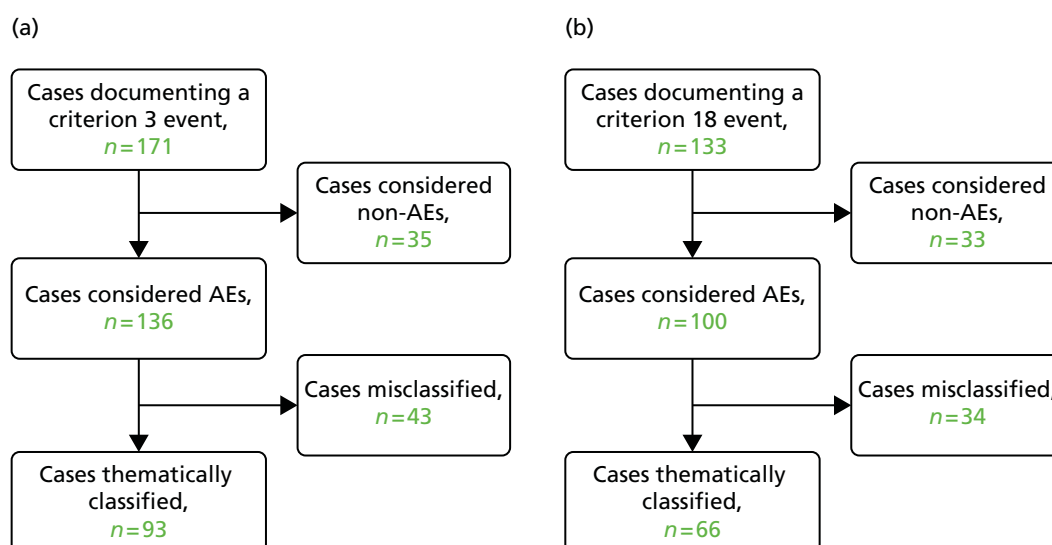 (a)
Cases documenting a
criterion 3 event,
n=171
Cases considered
non-AEs,
n=35
Cases considered AEs,
n=136
Cases misclassified,
n=43
Cases thematically
classified,
n=93
(b)
Cases documenting a
criterion 18 event,
n=133
Cases considered
non-AEs,
n=33
Cases considered AEs,
n=100
Cases misclassified,
n=34
Cases thematically
classified,
n=66